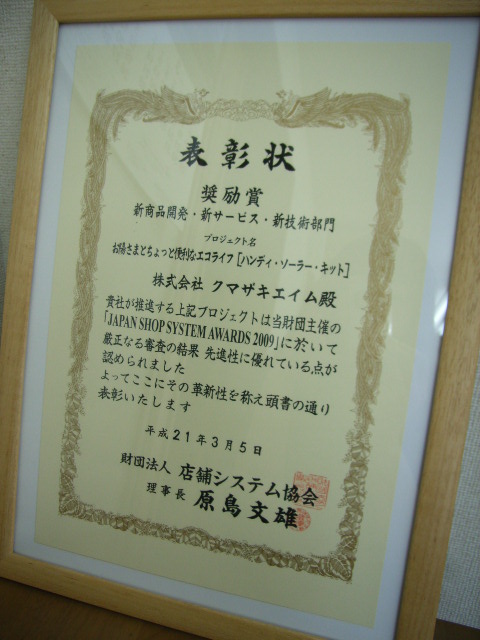 表彰状
奨励賞
新商品開発・新サービス・新技術部門
プロジェクト名
お陽さまとちょっと便利なエコライフ[ハンディ・ソーラー・キット]
株式会社 クマザキエイム殿
貴社が推進する上記プロジェクトは当財団主催の
「JAPAN SHOP SYSTEM AWARDS 2009」に於いて
厳正なる審査の結果 先進性に優れている点が
認められました
よってここにその革新性を称え頭書の通り
表彰いたします
平成21年3月5日
財団法人 店舗システム協会
理事長 原島文雄